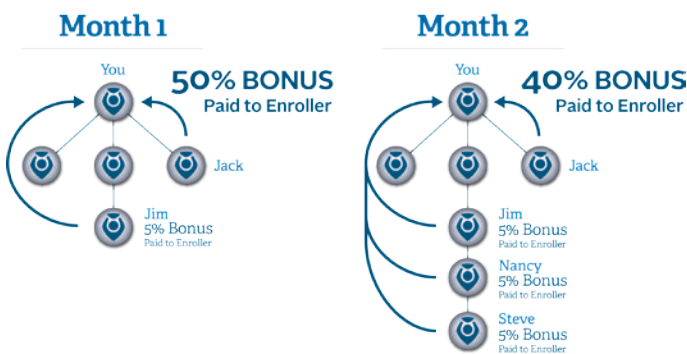 Month 1
You
50% BONUS
Paid to Enroller
Jack
Jim
5% Bonus
Paid to Enroller
Month 2
You
40% BONUS
Paid to Enroller
Jack
Jim
5% Bonus
Paid to Enroller
Nancy
5% Bonus
Paid to Enroller
Steve
5% Bonus
Paid to Enroller